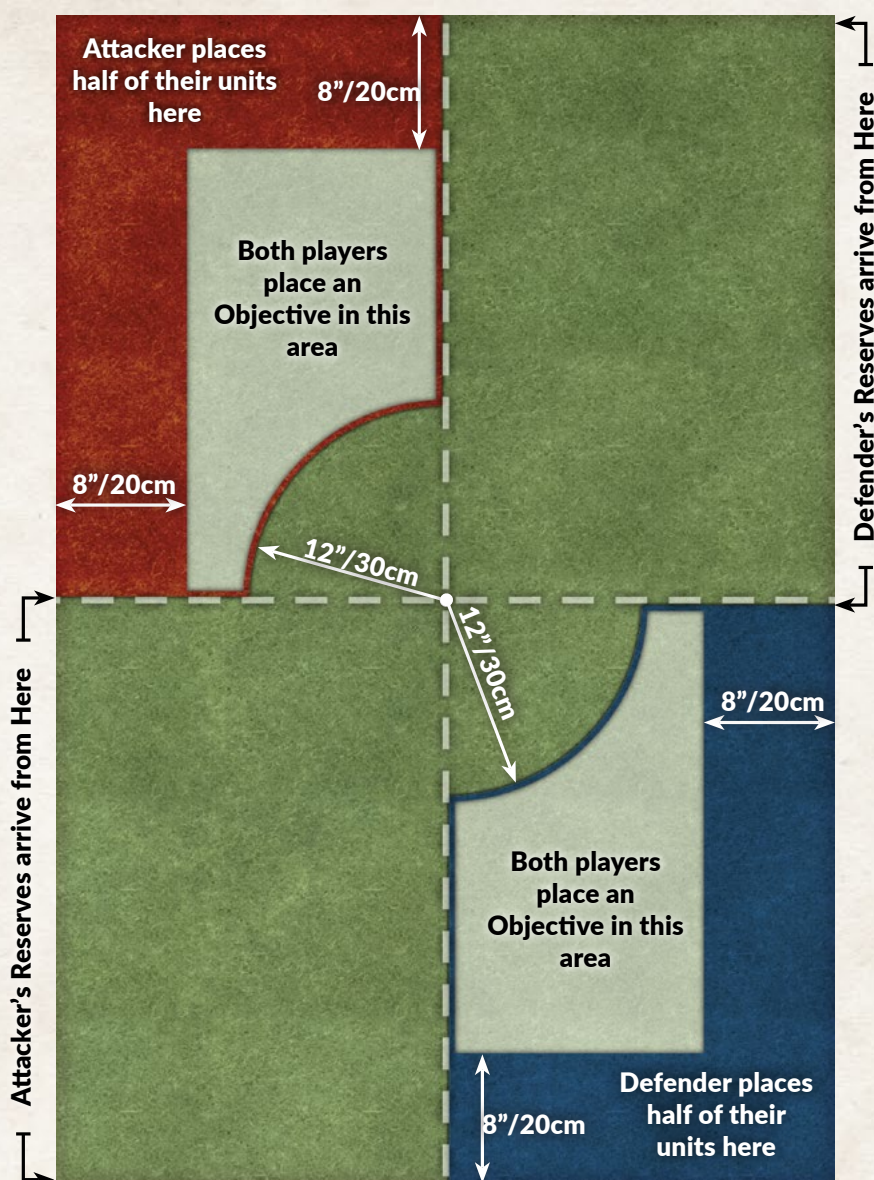 Attacker places
half of their units
here
8”/20cm
Both players
place an
Objective in this
area
8”/20cm
12”/30cm
Defender’s Reserves arrive from Here
12”/30cm
8”/20cm
Attacker’s Reserves arrive from Here
Both players
place an
Objective in this
area
8”/20cm
Defender places
half of their
units here